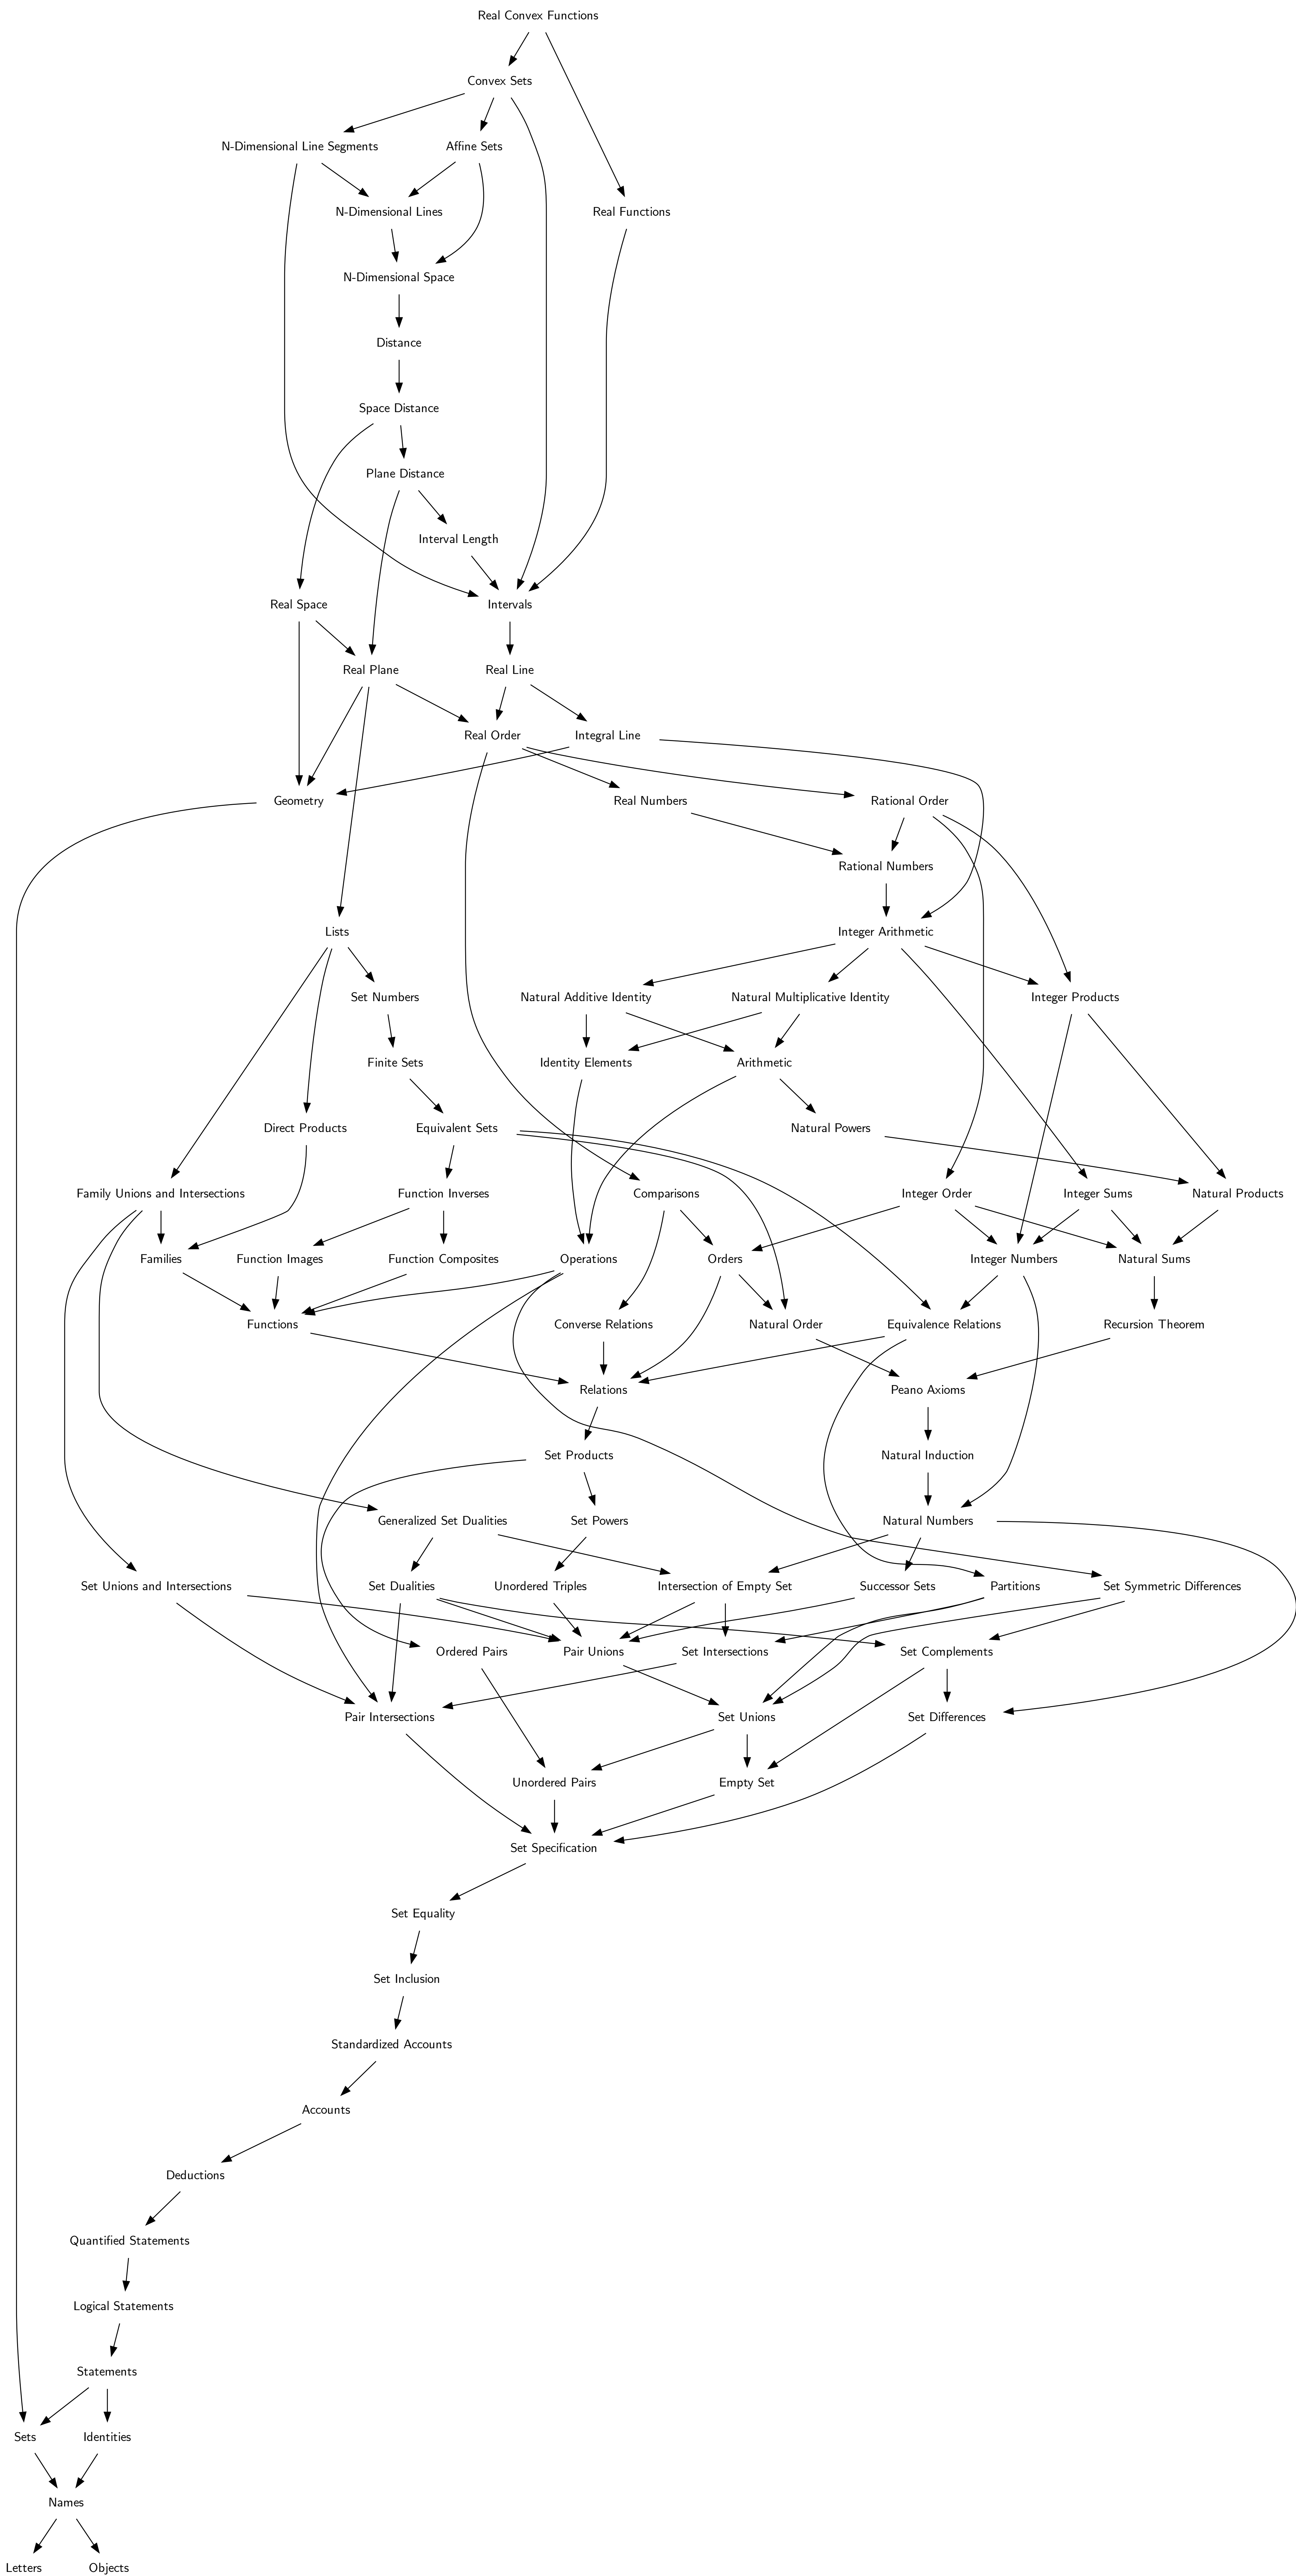 Real Convex Functions
Convex Sets
N-Dimensional Line Segments
Affine Sets
N-Dimensional Lines
Real Functions
N-Dimensional Space
Distance
Space Distance
Plane Distance
Interval Length
Real Space
Intervals
Real Plane
Real Line
Real Order
Integral Line
Geometry
Real Numbers
Rational Order
Rational Numbers
Lists
Integer Arithmetic
Set Numbers
Natural Additive Identity
Natural Multiplicative Identity
Integer Products
Finite Sets
Identity Elements
Arithmetic
Direct Products
Equivalent Sets
Natural Powers
Family Unions and Intersections
Function Inverses
Comparisons
Integer Order
Integer Sums
Natural Products
Families
Function Images
Function Composites
Operations
Orders
Integer Numbers
Natural Sums
Functions
Converse Relations
Natural Order
Equivalence Relations
Recursion Theorem
Relations
Peano Axioms
Set Products
Natural Induction
Generalized Set Dualities
Set Powers
Natural Numbers
Set Unions and Intersections
Set Dualities
Unordered Triples
Intersection of Empty Set
Successor Sets
Partitions
Set Symmetric Differences
Ordered Pairs
Pair Unions
Set Intersections
Set Complements
Pair Intersections
Set Unions
Set Differences
Unordered Pairs
Empty Set
Set Specification
Set Equality
Set Inclusion
Standardized Accounts
Accounts
Deductions
Quantified Statements
Logical Statements
Statements
Sets
Identities
Names
Letters
Objects